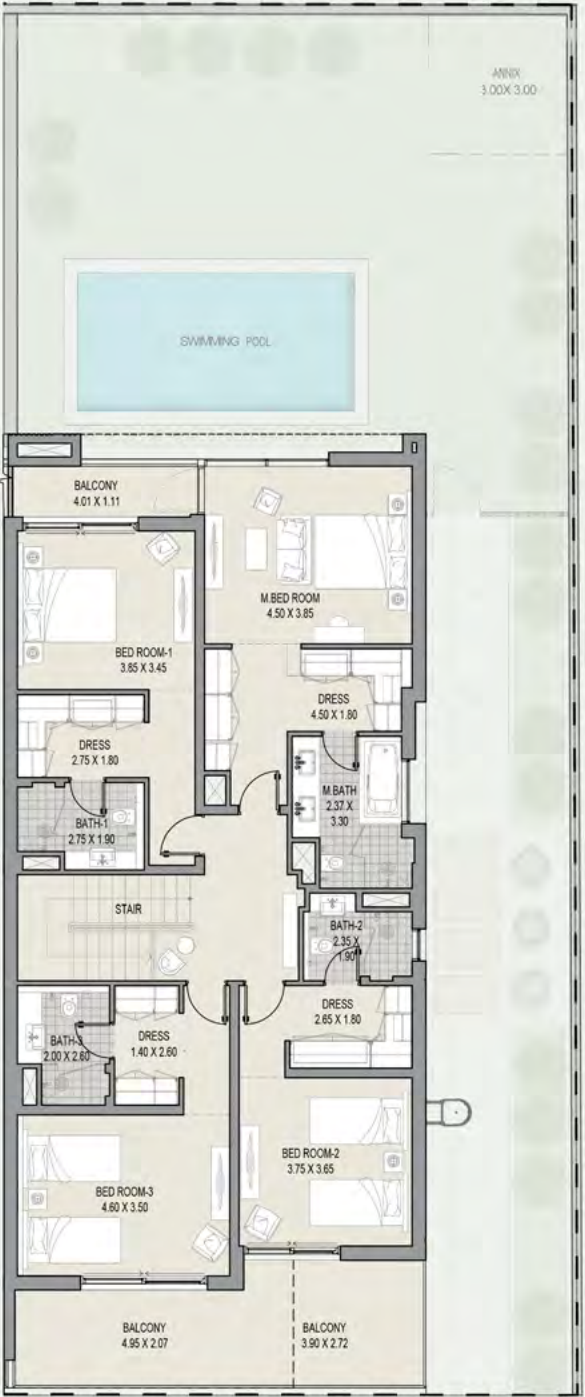 ANNIX
3.00X 3.00
SWIMMING POOL
BALCONY
4.01 X 1.11
M.BED ROOM
4.50 X 3.85
BED ROOM-1
3.85 X 3.45
DRESS
4.50 X 1.80
DRESS
2.75 X 1.80
M.BATH
2.37 X
3.30
BATH-1
2.75 X 1.90
STAIR
BATH-2
2.35 X
1.90
DRESS
2.65 X 1.80
DRESS
1.40 X 2.60
BATH-3
2.00 X 2.60
BED ROOM-2
3.75 X 3.65
BED ROOM-3
4.60 X 3.50
BALCONY
4.95 X 2.07
BALCONY
3.90 X 2.72